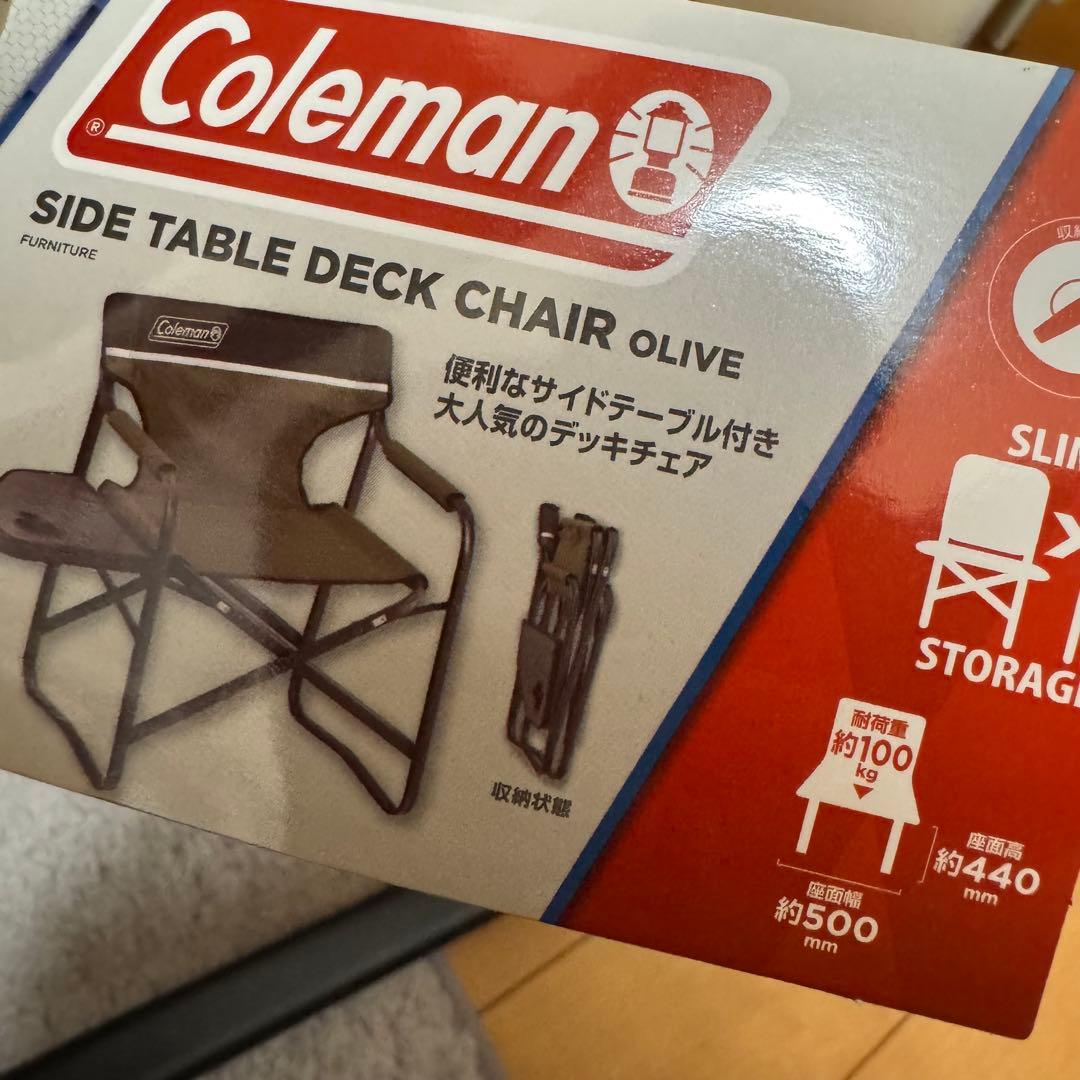 Coleman
®
SIDE TABLE DECK CHAIR OLIVE
FURNITURE
便利なサイドテーブル付き
大人気のデッキチェア
Coleman
収納状態
収納
SLIM
STORAGE
耐荷重
約100
kg
座面高
約440
mm
座面幅
約500
mm